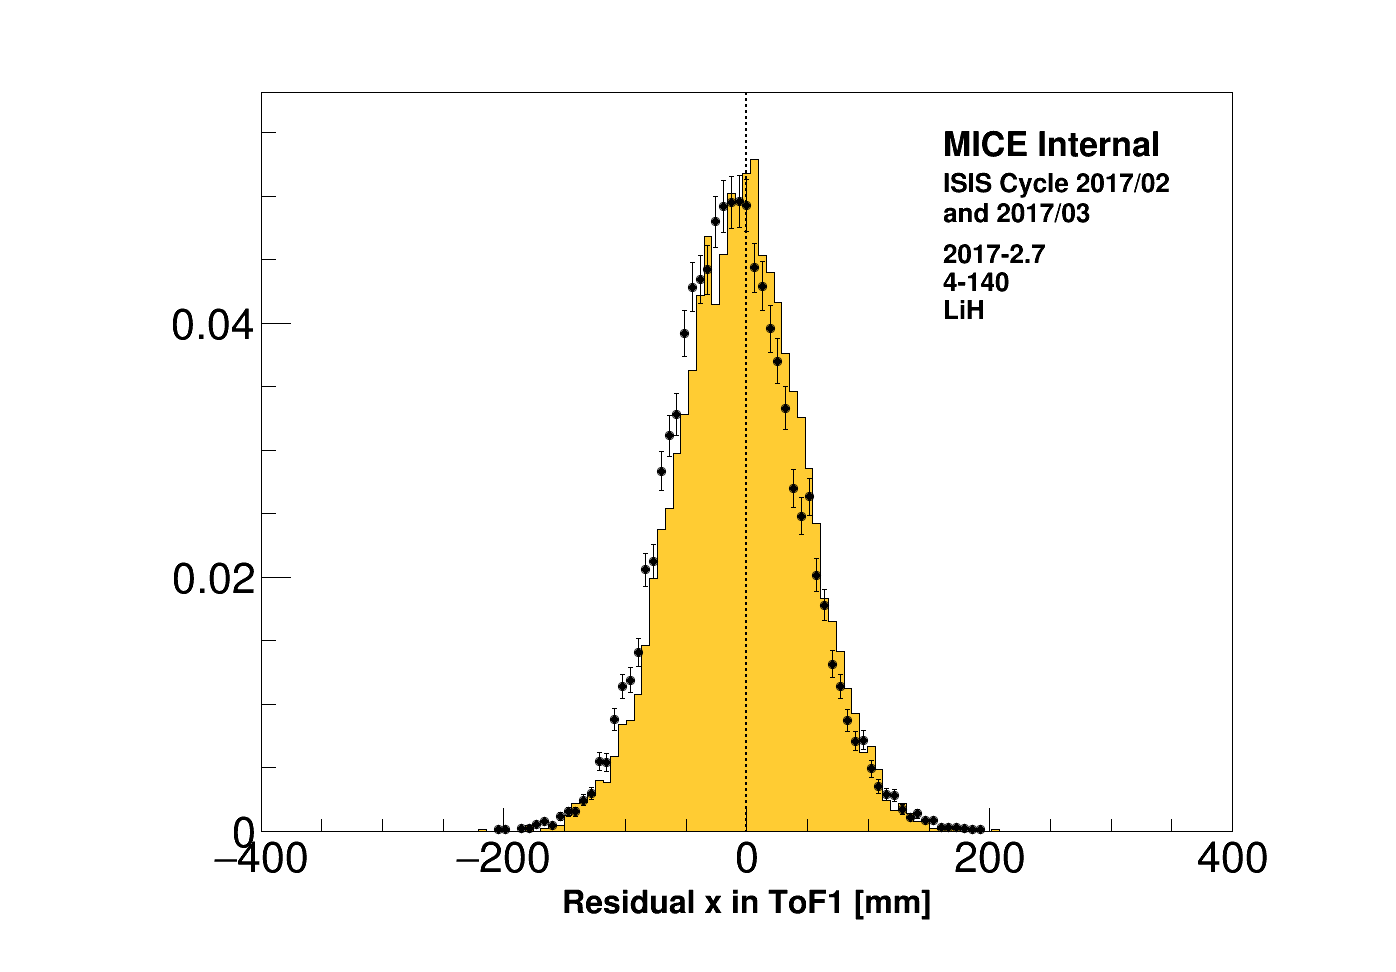 MICE Internal
ISIS Cycle 2017/02
and 2017/03
2017-2.7
4-140
LiH
0.04
0.02
0
−400 −200 0 200 400
Residual x in ToF1 [mm]